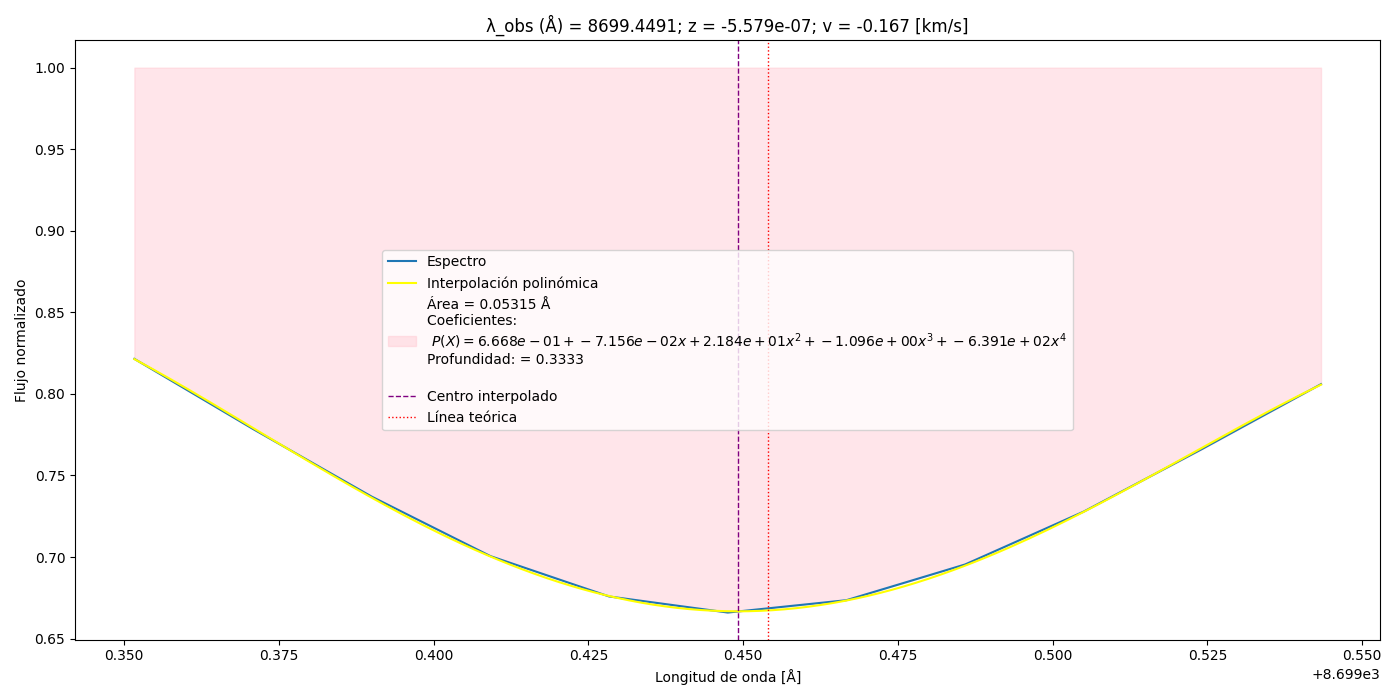 λ_obs (Å) = 8699.4491; z = -5.579e-07; v = -0.167 [km/s]
Flujo normalizado
1.00
0.95
0.90
0.85
0.80
0.75
0.70
0.65
Espectro
Interpolación polinómica
Área = 0.05315 Å
Coeficientes:
P(X) = 6.668e − 01 + − 7.156e − 02x + 2.184e + 01x² + − 1.096e + 00x³ + − 6.391e + 02x⁴
Profundidad: = 0.3333
Centro interpolado
Línea teórica
0.350 0.375 0.400 0.425 0.450 0.475 0.500 0.525 0.550
Longitud de onda [Å]
+8.699e3